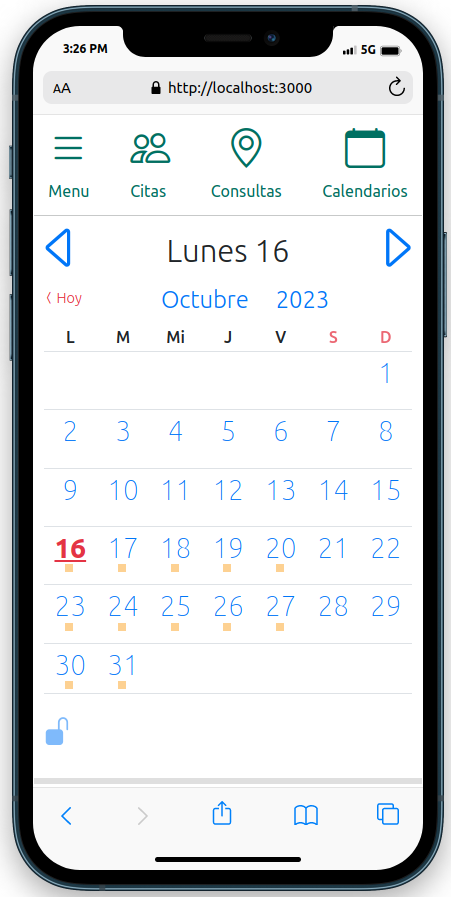 3:26 PM 5G
AA http://localhost:3000
Menu Citas Consultas Calendarios
Lunes 16
Hoy Octubre 2023
L M Mi J V S D
1
2 3 4 5 6 7 8
9 10 11 12 13 14 15
16 17 18 19 20 21 22
23 24 25 26 27 28 29
30 31